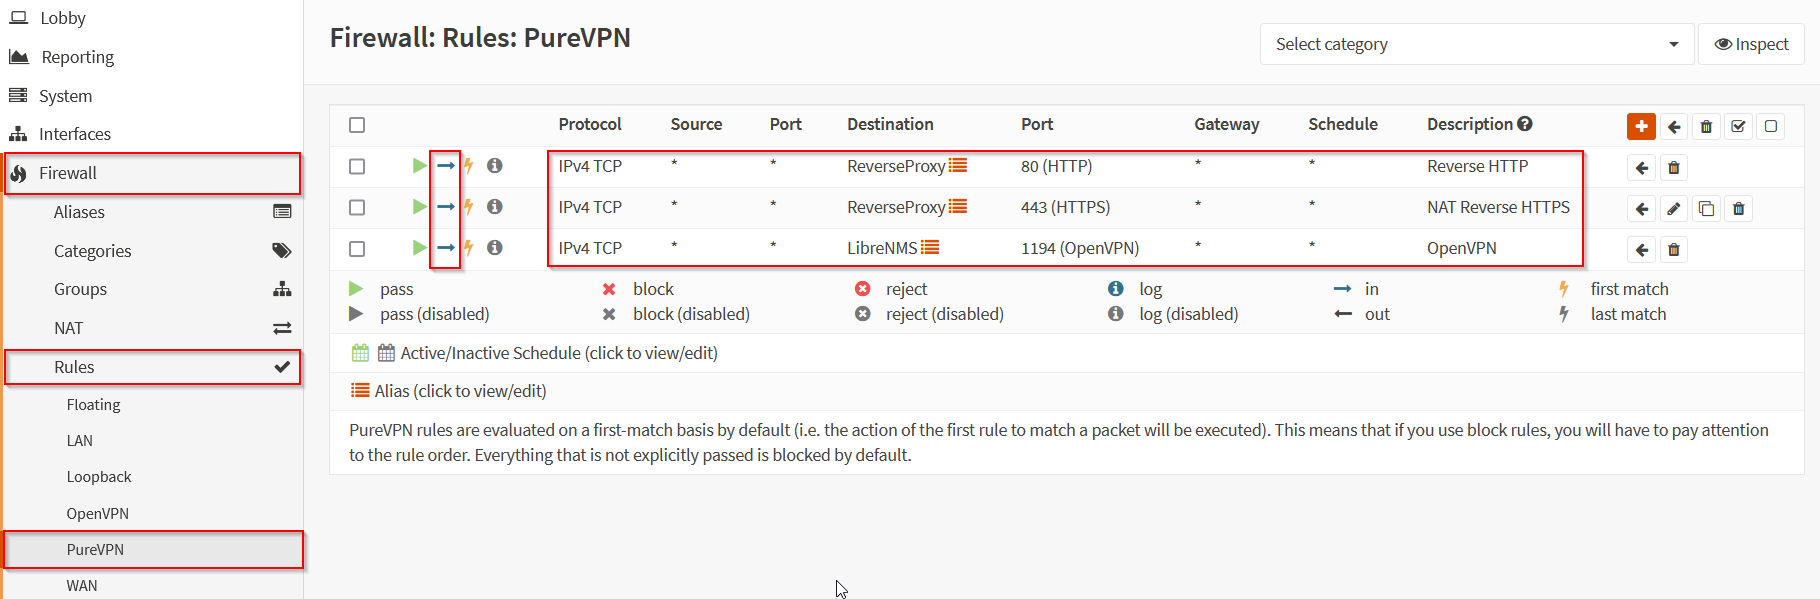 Lobby
Reporting
System
Interfaces
Firewall
Aliases
Categories
Groups
NAT
Rules
Floating
LAN
Loopback
OpenVPN
PureVPN
WAN
Firewall: Rules: PureVPN
Select category
Inspect
Protocol Source Port Destination Port Gateway Schedule Description
IPv4 TCP * * ReverseProxy 80 (HTTP) * * Reverse HTTP
IPv4 TCP * * ReverseProxy 443 (HTTPS) * * NAT Reverse HTTPS
IPv4 TCP * * LibreNMS 1194 (OpenVPN) * * OpenVPN
pass block reject log in first match
pass (disabled) block (disabled) reject (disabled) log (disabled) out last match
Active/Inactive Schedule (click to view/edit)
Alias (click to view/edit)
PureVPN rules are evaluated on a first-match basis by default (i.e. the action of the first rule to match a packet will be executed). This means that if you use block rules, you will have to pay attention
to the rule order. Everything that is not explicitly passed is blocked by default.